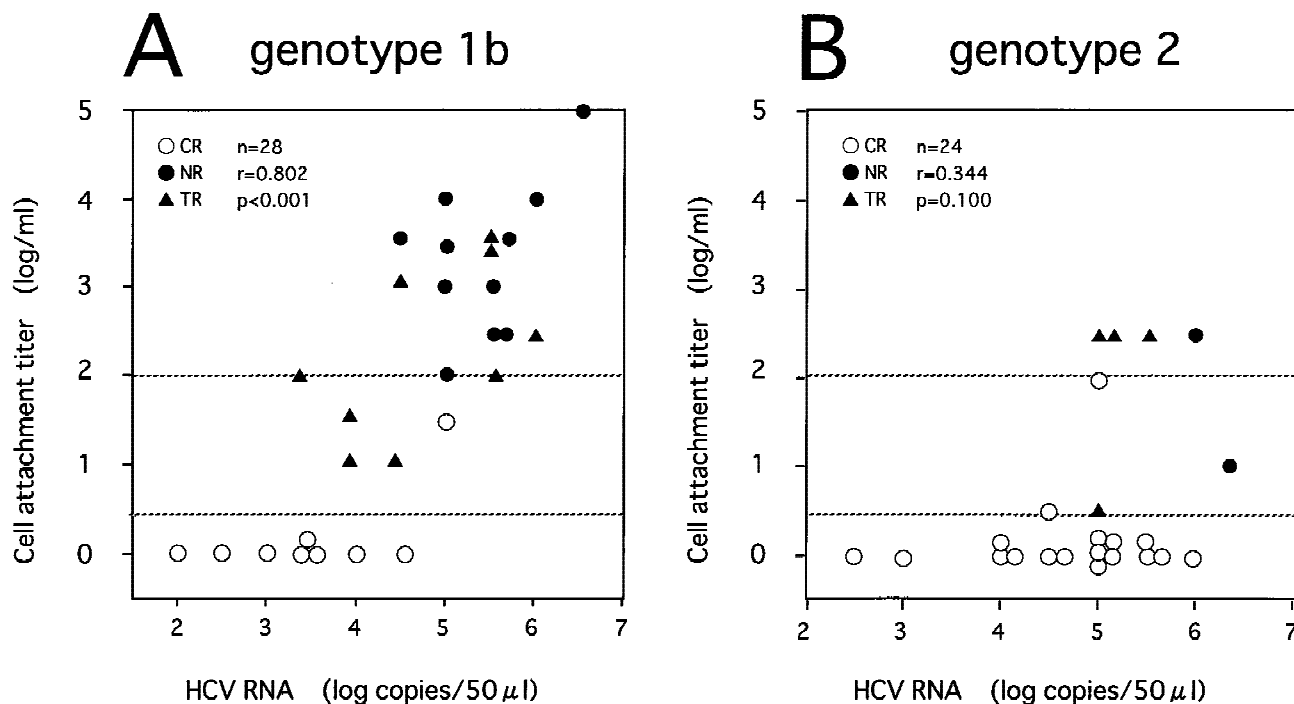 A genotype 1b
5
4
3
2
1
0
Cell attachment titer (log/ml)
CR n=28
NR r=0.802
TR p<0.001
2 3 4 5 6 7
HCV RNA (log copies/50 μl)
B genotype 2
5
4
3
2
1
0
Cell attachment titer (log/ml)
CR n=24
NR r=0.344
TR p=0.100
2 3 4 5 6 7
HCV RNA (log copies/50 μl)